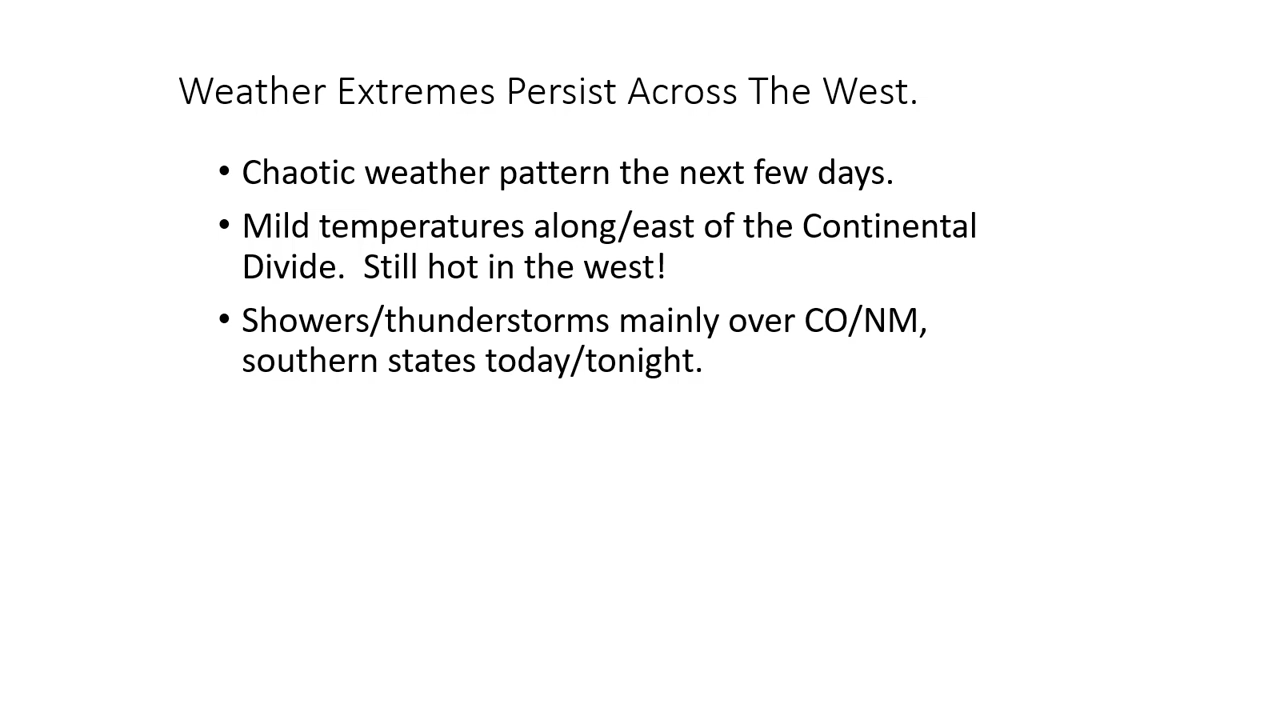 Weather Extremes Persist Across The West.
• Chaotic weather pattern the next few days.
• Mild temperatures along/east of the Continental
Divide.  Still hot in the west!
• Showers/thunderstorms mainly over CO/NM,
southern states today/tonight.